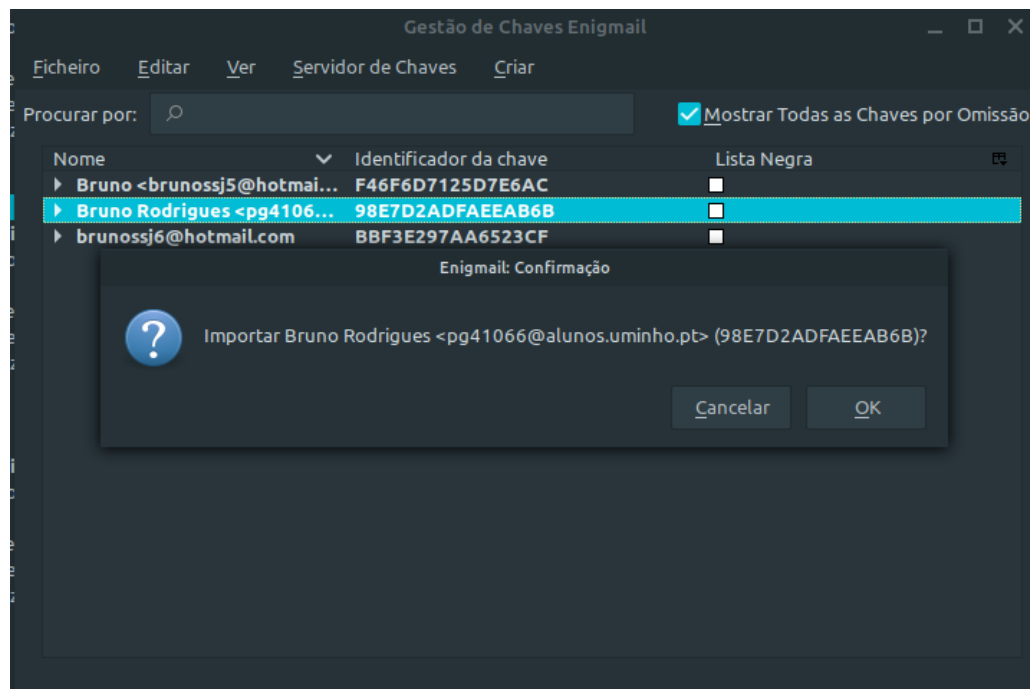 Gestão de Chaves Enigmail
Ficheiro Editar Ver Servidor de Chaves Criar
Procurar por: Mostrar Todas as Chaves por Omissão
Nome Identificador da chave Lista Negra
Bruno <brunossj5@hotmai... F46F6D7125D7E6AC
Bruno Rodrigues <pg4106... 98E7D2ADFAEEAB6B
brunossj6@hotmail.com BBF3E297AA6523CF
Enigmail: Confirmação
Importar Bruno Rodrigues <pg41066@alunos.uminho.pt> (98E7D2ADFAEEAB6B)?
Cancelar OK